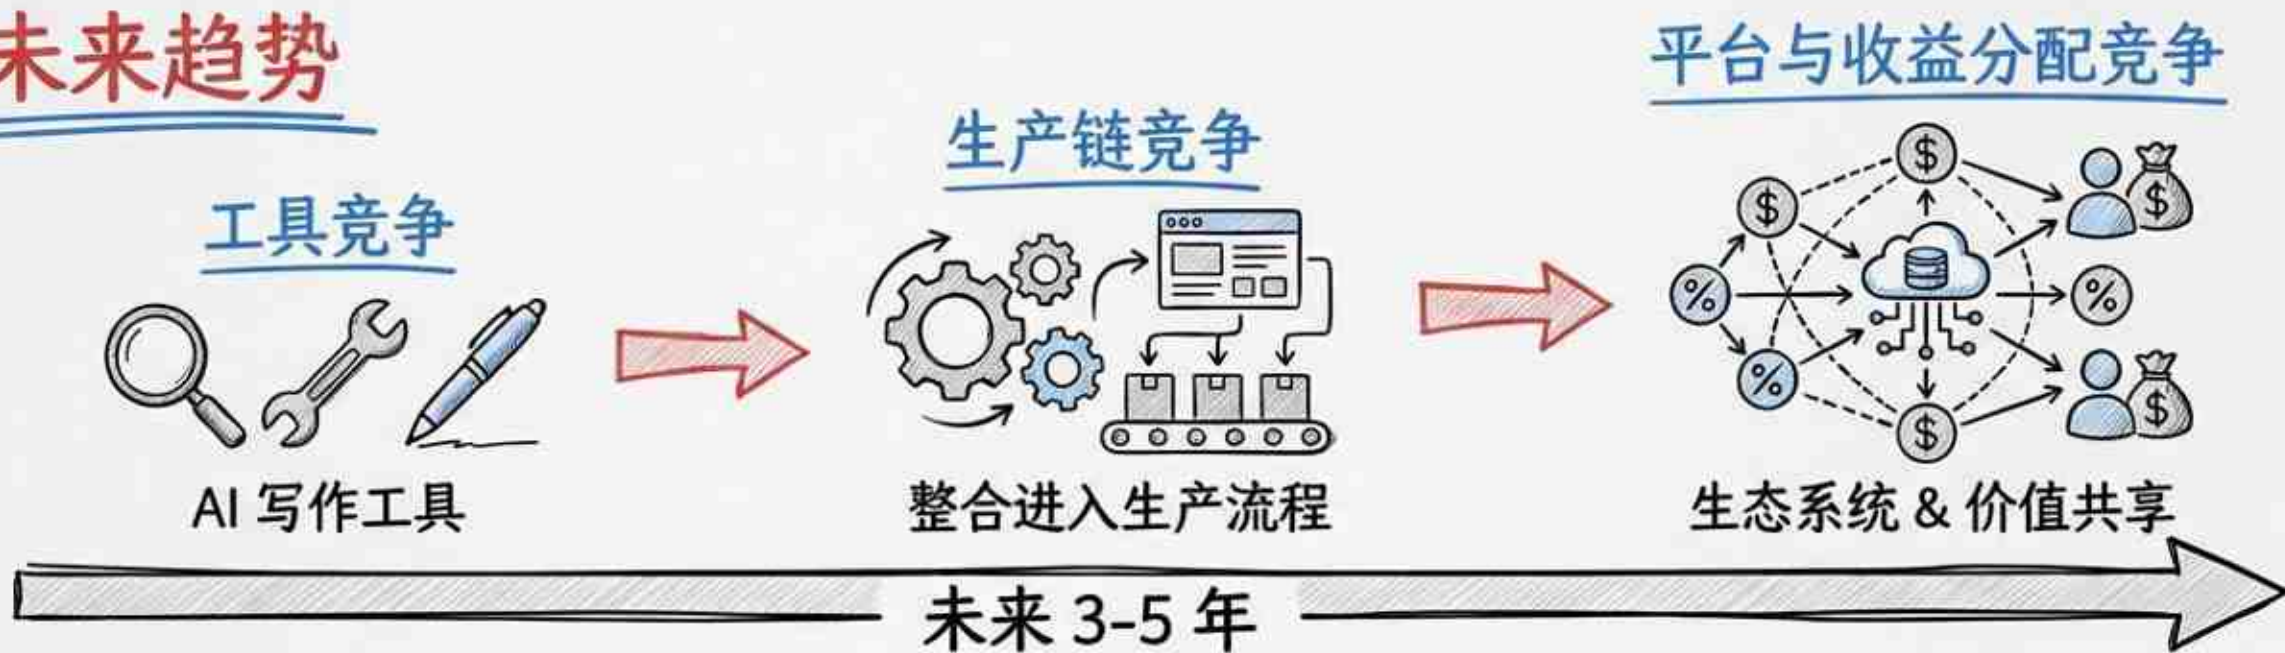 未来趋势
工具竞争
AI 写作工具
生产链竞争
整合进入生产流程
平台与收益分配竞争
$
$
%
%
$
$
%
$
生态系统 & 价值共享
未来 3-5 年